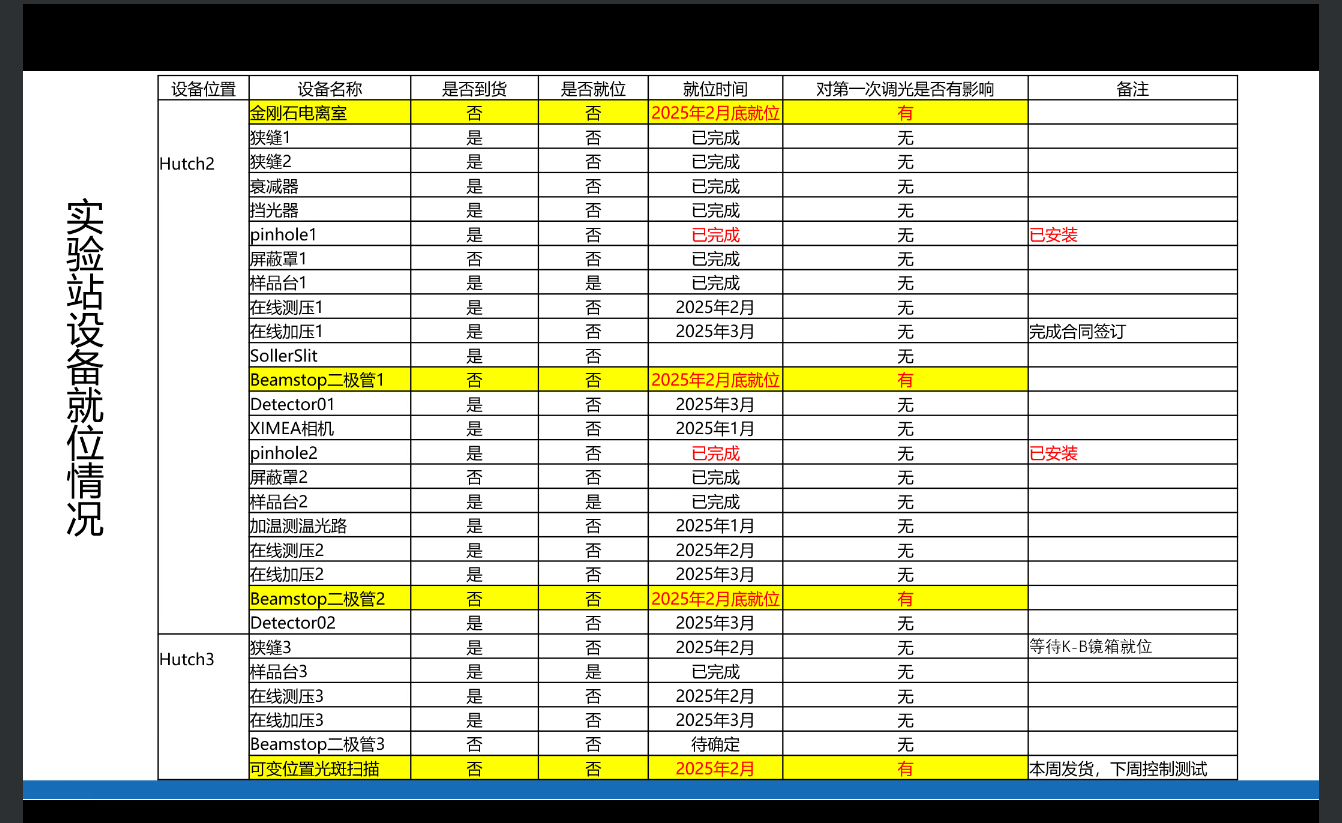 实验站设备就位情况
设备位置 设备名称 是否到货 是否就位 就位时间 对第一次调光是否有影响 备注
Hutch2
金刚石电离室 否 否 2025年2月底就位 有
狭缝1 是 否 已完成 无
狭缝2 是 否 已完成 无
衰减器 是 否 已完成 无
挡光器 是 否 已完成 无
pinhole1 是 否 已完成 无 已安装
屏蔽罩1 否 否 已完成 无
样品台1 是 是 已完成 无
在线测压1 是 否 2025年2月 无
在线加压1 是 否 2025年3月 无 完成合同签订
SollerSlit 是 否 无
Beamstop二极管1 否 否 2025年2月底就位 有
Detector01 是 否 2025年3月 无
XIMEA相机 是 否 2025年1月 无
pinhole2 是 否 已完成 无 已安装
屏蔽罩2 否 否 已完成 无
样品台2 是 是 已完成 无
加温测温光路 是 否 2025年1月 无
在线测压2 是 否 2025年2月 无
在线加压2 是 否 2025年3月 无
Beamstop二极管2 否 否 2025年2月底就位 有
Detector02 是 否 2025年3月 无
Hutch3
狭缝3 是 否 2025年2月 无 等待K-B镜箱就位
样品台3 是 是 已完成 无
在线测压3 是 否 2025年2月 无
在线加压3 是 否 2025年3月 无
Beamstop二极管3 否 否 待确定 无
可变位置光斑扫描 否 否 2025年2月 有 本周发货，下周控制测试